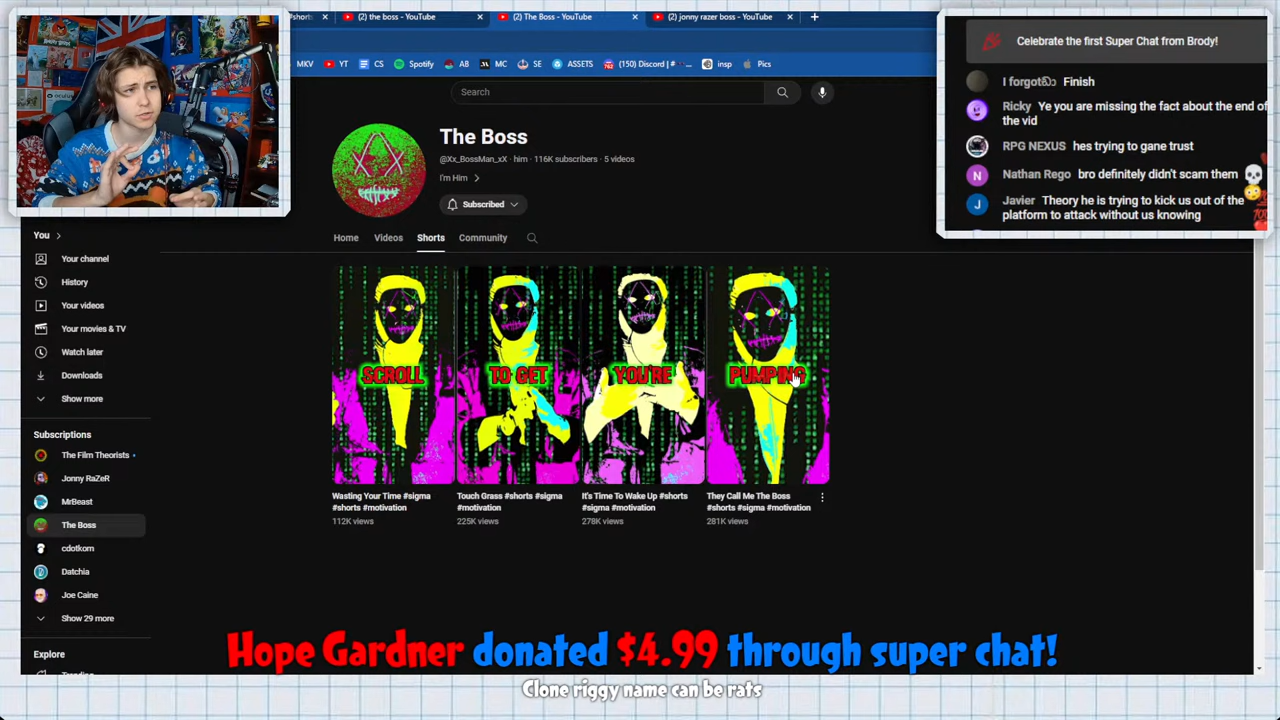 #shorts
(2) the boss - YouTube
(2) The Boss - YouTube
(2) jonny razer boss - YouTube
MKV
YT
CS
Spotify
AB
MC
SE
ASSETS
(150) Discord | #
insp
Pics
Search
The Boss
@Xx_BossMan_xX · him · 116K subscribers · 5 videos
I'm Him
Subscribed
Home
Videos
Shorts
Community
You
Your channel
History
Your videos
Your movies & TV
Watch later
Downloads
Show more
Subscriptions
The Film Theorists
Jonny RaZeR
MrBeast
The Boss
cdotkom
Datchia
Joe Caine
Show 29 more
Explore
SCROLL
TO GET
YOU'RE
PUMPING
Wasting Your Time #sigma
#shorts #motivation
112K views
Touch Grass #shorts #sigma
#motivation
225K views
It's Time To Wake Up #shorts
#sigma #motivation
278K views
They Call Me The Boss
#shorts #sigma #motivation
281K views
Celebrate the first Super Chat from Brody!
Finish
Ricky Ye you are missing the fact about the end of
the vid
RPG NEXUS hes trying to gane trust
Nathan Rego bro definitely didn't scam them
Javier Theory he is trying to kick us out of the
platform to attack without us knowing
Hope Gardner donated $4.99 through super chat!
Clone riggy name can be rats